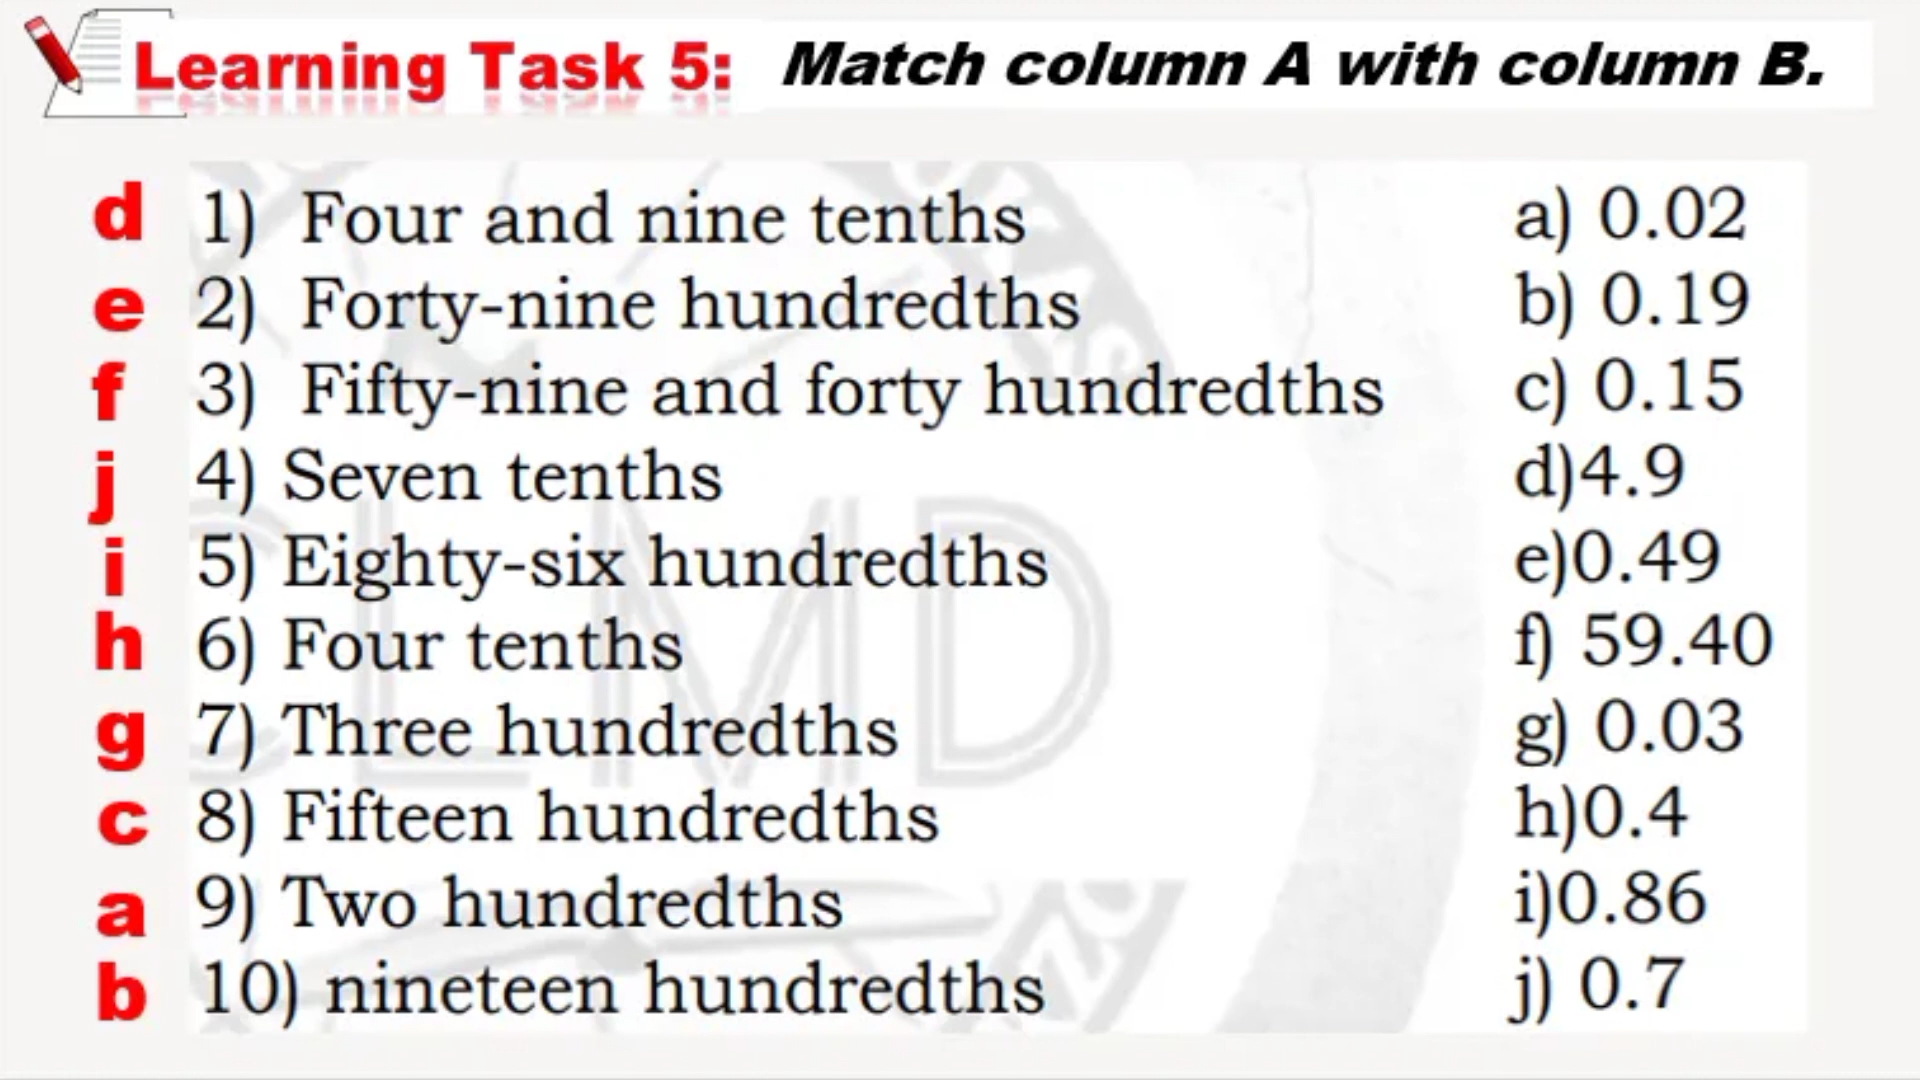 Learning Task 5: Match column A with column B.
d 1) Four and nine tenths a) 0.02
e 2) Forty-nine hundredths b) 0.19
f 3) Fifty-nine and forty hundredths c) 0.15
j 4) Seven tenths d)4.9
i 5) Eighty-six hundredths e)0.49
h 6) Four tenths f) 59.40
g 7) Three hundredths g) 0.03
c 8) Fifteen hundredths h)0.4
a 9) Two hundredths i)0.86
b 10) nineteen hundredths j) 0.7
CLMD